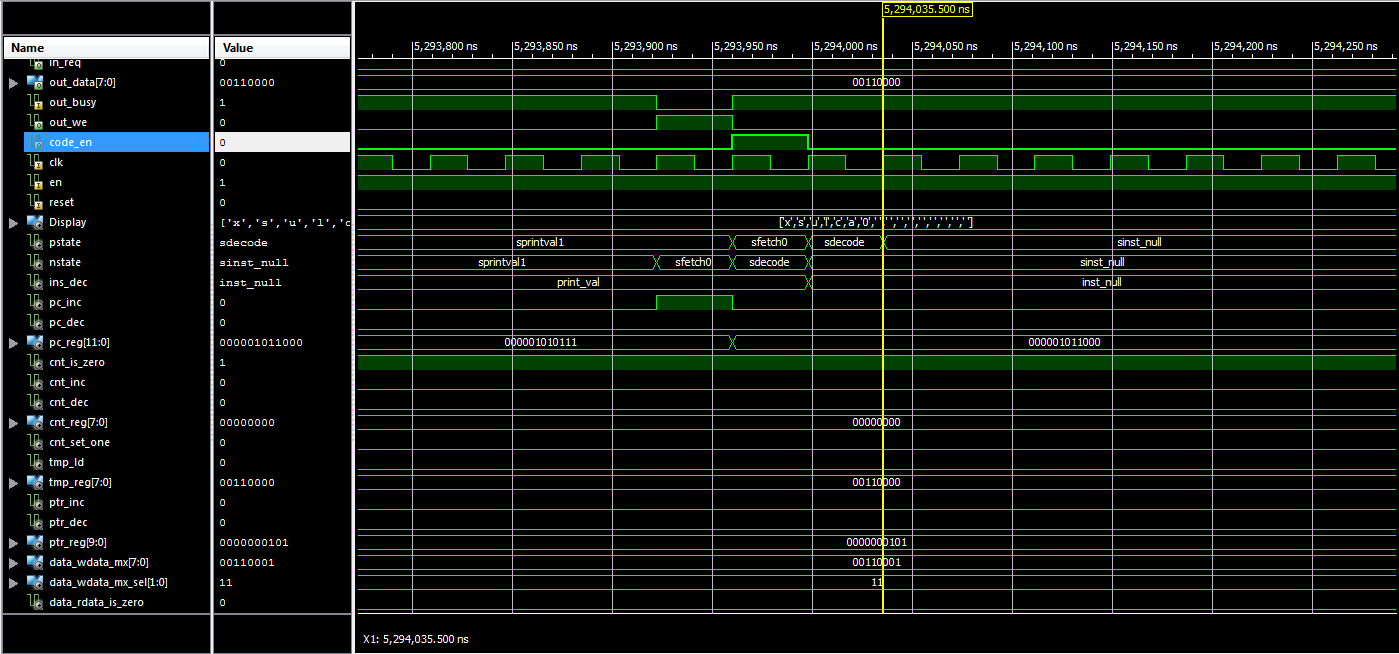 5,294,035.500 ns
Name Value 5,293,800 ns 5,293,850 ns 5,293,900 ns 5,293,950 ns 5,294,000 ns 5,294,050 ns 5,294,100 ns 5,294,150 ns 5,294,200 ns 5,294,250 ns
in_req 0
out_data[7:0] 00110000 00110000
out_busy 1
out_we 0
code_en 0
clk 0
en 1
reset 0
Display ['x','s','u','l','c [x,s,u,l,c,a,0,' ',' ',' ',' ',' ',' ',' ',' ',' ']
pstate sdecode sprintval1 sfetch0 sdecode sinst_null
nstate sinst_null sprintval1 sfetch0 sdecode sinst_null
ins_dec inst_null print_val inst_null
pc_inc 0
pc_dec 0
pc_reg[11:0] 000001011000 000001010111 000001011000
cnt_is_zero 1
cnt_inc 0
cnt_dec 0
cnt_reg[7:0] 00000000 00000000
cnt_set_one 0
tmp_ld 0
tmp_reg[7:0] 00110000 00110000
ptr_inc 0
ptr_dec 0
ptr_reg[9:0] 0000000101 0000000101
data_wdata_mx[7:0] 00110001 00110001
data_wdata_mx_sel[1:0] 11 11
data_rdata_is_zero 0
X1: 5,294,035.500 ns